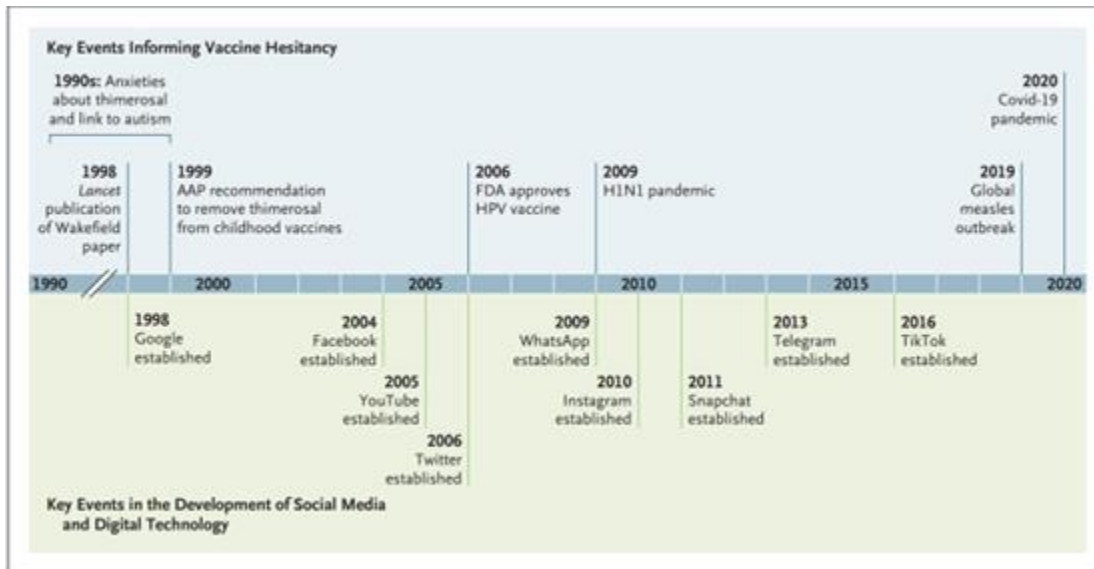 Key Events Informing Vaccine Hesitancy
1990s: Anxieties
about thimerosal
and link to autism
2020
Covid-19
pandemic
1998
Lancet
publication
of Wakefield
paper
1999
AAP recommendation
to remove thimerosal
from childhood vaccines
2006
FDA approves
HPV vaccine
2009
H1N1 pandemic
2019
Global
measles
outbreak
1990
2000
2005
2010
2015
2020
1998
Google
established
2004
Facebook
established
2005
YouTube
established
2006
Twitter
established
2009
WhatsApp
established
2010
Instagram
established
2011
Snapchat
established
2013
Telegram
established
2016
TikTok
established
Key Events in the Development of Social Media
and Digital Technology